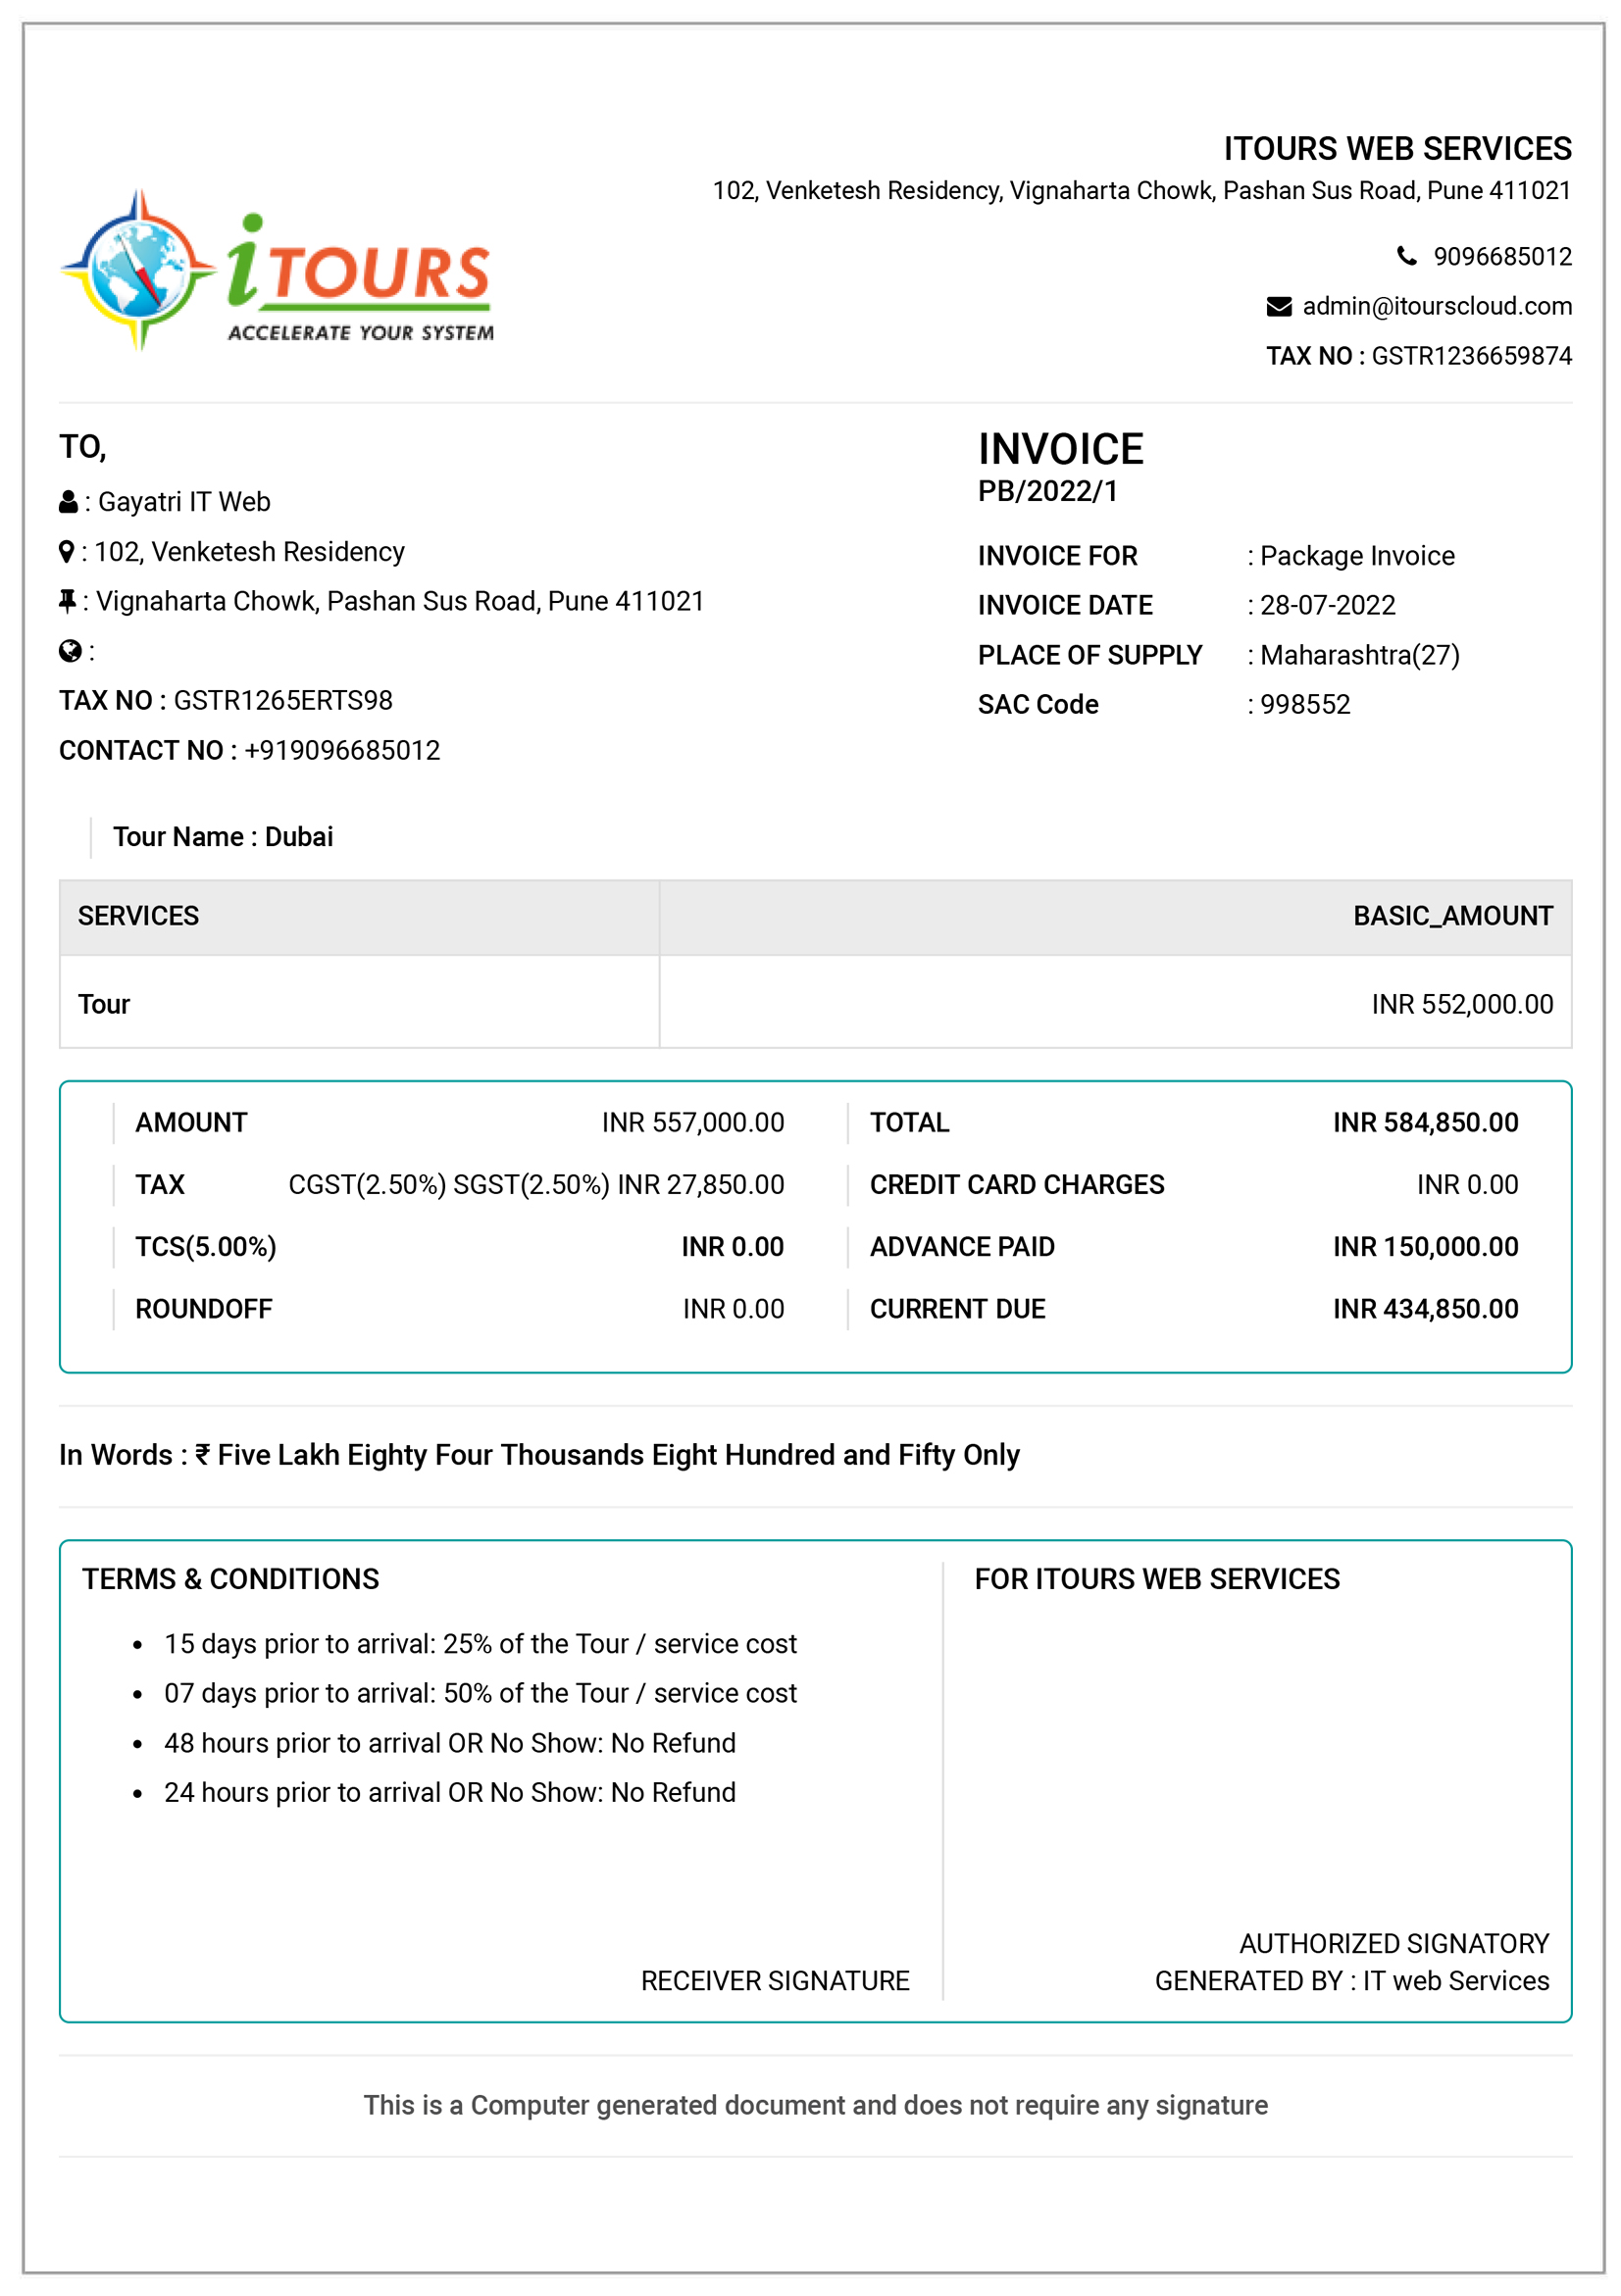 ITOURS WEB SERVICES
102, Venketesh Residency, Vignaharta Chowk, Pashan Sus Road, Pune 411021
iTOURS
ACCELERATE YOUR SYSTEM
9096685012
admin@itourscloud.com
TAX NO : GSTR1236659874
TO,
: Gayatri IT Web
: 102, Venketesh Residency
: Vignaharta Chowk, Pashan Sus Road, Pune 411021
:
TAX NO : GSTR1265ERTS98
CONTACT NO : +919096685012
INVOICE
PB/2022/1
INVOICE FOR : Package Invoice
INVOICE DATE : 28-07-2022
PLACE OF SUPPLY : Maharashtra(27)
SAC Code : 998552
Tour Name : Dubai
SERVICES BASIC_AMOUNT
Tour INR 552,000.00
AMOUNT INR 557,000.00 TOTAL INR 584,850.00
TAX CGST(2.50%) SGST(2.50%) INR 27,850.00 CREDIT CARD CHARGES INR 0.00
TCS(5.00%) INR 0.00 ADVANCE PAID INR 150,000.00
ROUNDOFF INR 0.00 CURRENT DUE INR 434,850.00
In Words : ₹ Five Lakh Eighty Four Thousands Eight Hundred and Fifty Only
TERMS & CONDITIONS
• 15 days prior to arrival: 25% of the Tour / service cost
• 07 days prior to arrival: 50% of the Tour / service cost
• 48 hours prior to arrival OR No Show: No Refund
• 24 hours prior to arrival OR No Show: No Refund
RECEIVER SIGNATURE
FOR ITOURS WEB SERVICES
AUTHORIZED SIGNATORY
GENERATED BY : IT web Services
This is a Computer generated document and does not require any signature